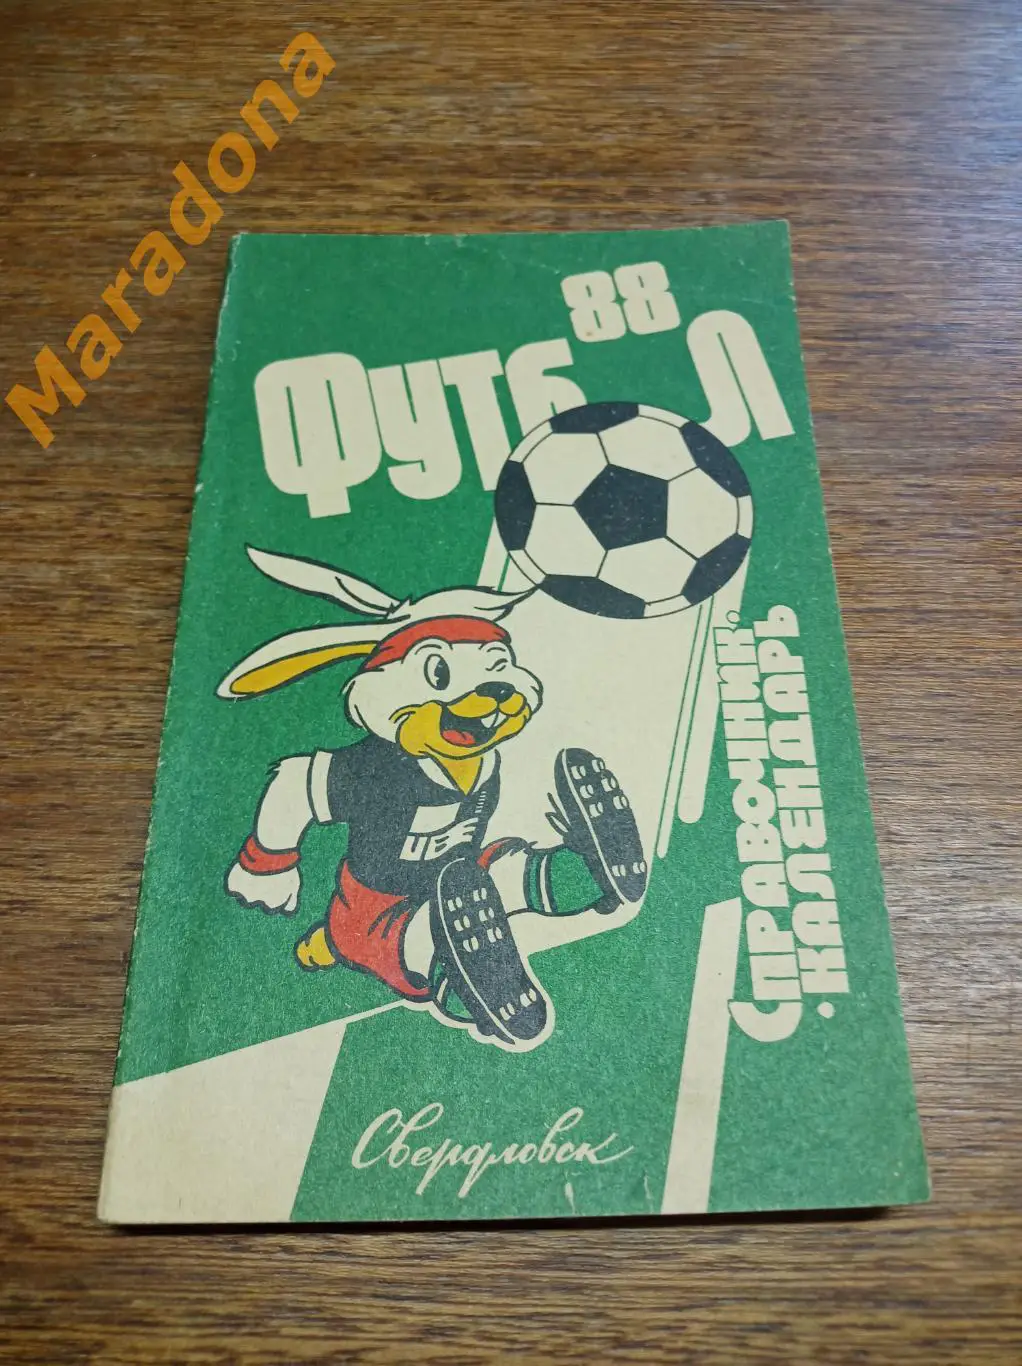 Maradona
88
ФУТБ Л
СПРАВОЧНИК.
• КАЛЕНДАРЬ
Свердловск